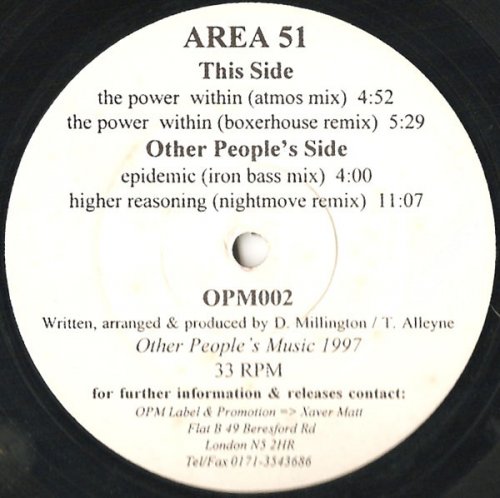 AREA 51
This Side
the power within (atmos mix) 4:52
the power within (boxerhouse remix) 5:29
Other People's Side
epidemic (iron bass mix) 4:00
higher reasoning (nightmove remix) 11:07
OPM002
Written, arranged & produced by D. Millington / T. Alleyne
Other People's Music 1997
33 RPM
for further information & releases contact:
OPM Label & Promotion => Xaver Matt
Flat B 49 Beresford Rd
London N5 2HR
Tel/Fax 0171-3543686